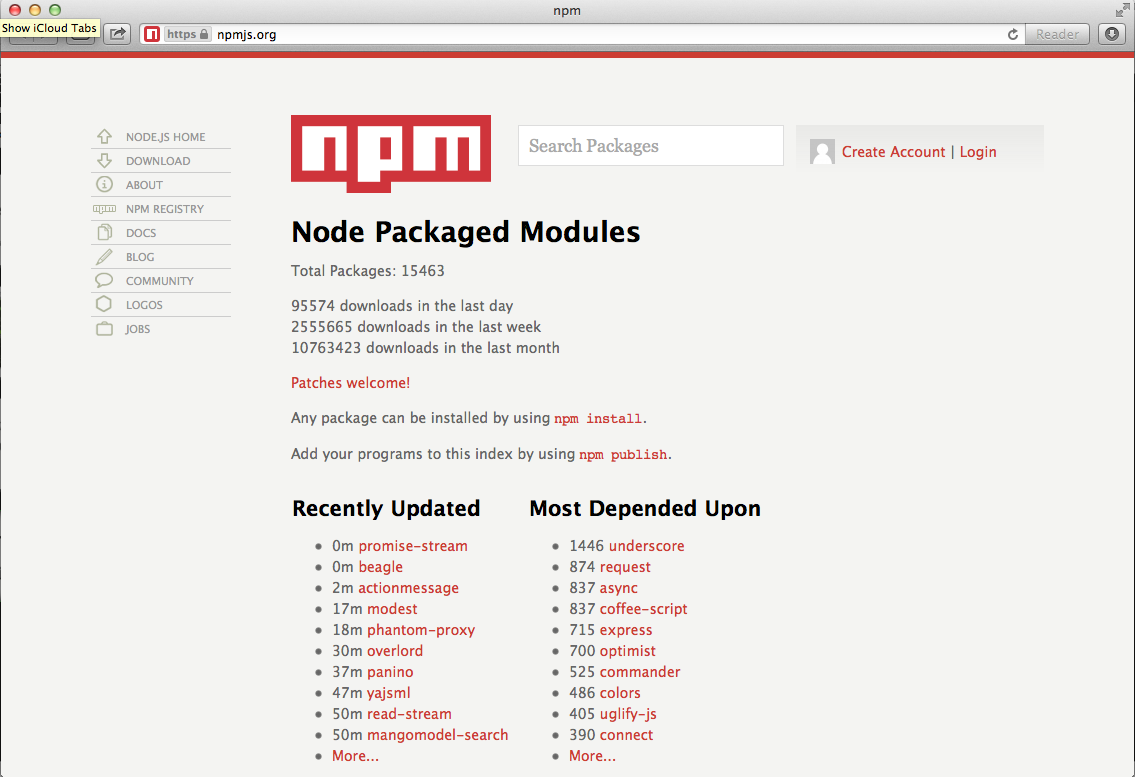 npm
Show iCloud Tabs
https npmjs.org
Reader
NODE.JS HOME
DOWNLOAD
ABOUT
npm NPM REGISTRY
DOCS
BLOG
COMMUNITY
LOGOS
JOBS
npm
Search Packages
Create Account | Login
Node Packaged Modules
Total Packages: 15463
95574 downloads in the last day
2555665 downloads in the last week
10763423 downloads in the last month
Patches welcome!
Any package can be installed by using npm install.
Add your programs to this index by using npm publish.
Recently Updated
0m promise-stream
0m beagle
2m actionmessage
17m modest
18m phantom-proxy
30m overlord
37m panino
47m yajsml
50m read-stream
50m mangomodel-search
More...
Most Depended Upon
1446 underscore
874 request
837 async
837 coffee-script
715 express
700 optimist
525 commander
486 colors
405 uglify-js
390 connect
More...